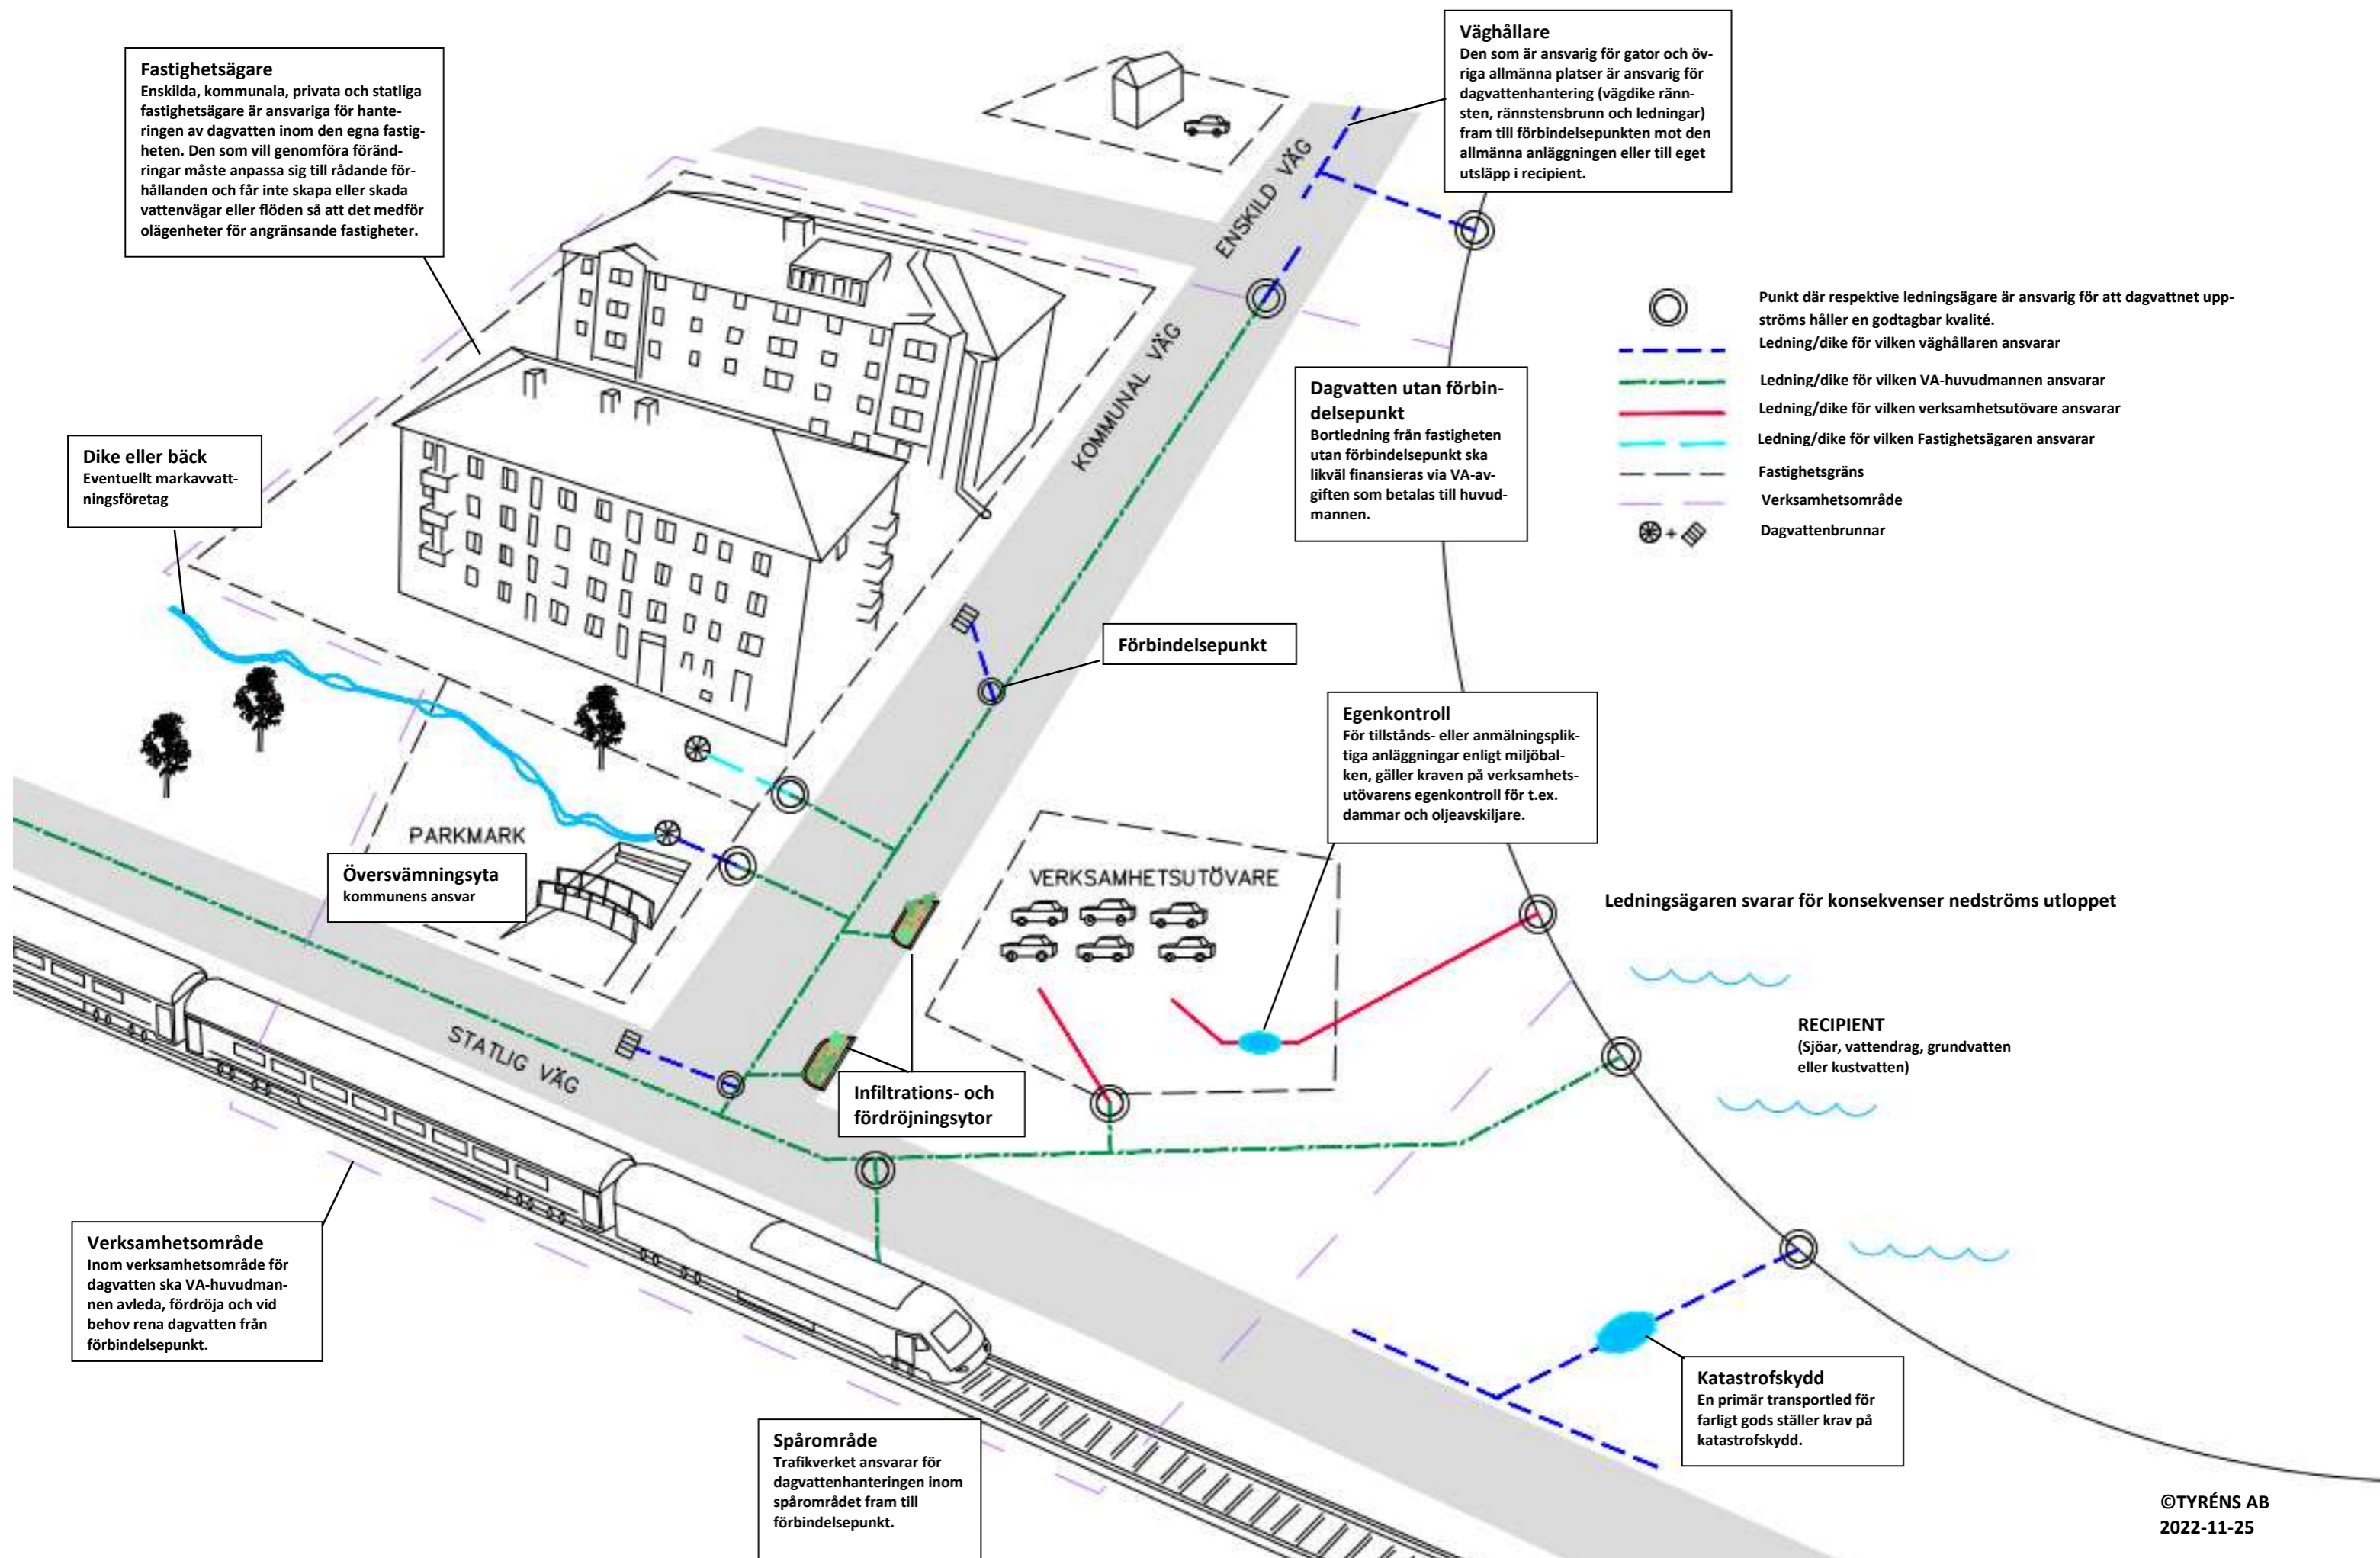 Fastighetsägare
Enskilda, kommunala, privata och statliga
fastighetsägare är ansvariga för hante-
ringen av dagvatten inom den egna fastig-
heten. Den som vill genomföra föränd-
ringar måste anpassa sig till rådande för-
hållanden och får inte skapa eller skada
vattenvägar eller flöden så att det medför
olägenheter för angränsande fastigheter.
Väghållare
Den som är ansvarig för gator och öv-
riga allmänna platser är ansvarig för
dagvattenhantering (vägdike ränn-
sten, rännstensbrunn och ledningar)
fram till förbindelsepunkten mot den
allmänna anläggningen eller till eget
utsläpp i recipient.
ENSKILD VÄG
KOMMUNAL VÄG
Punkt där respektive ledningsägare är ansvarig för att dagvattnet upp-
ströms håller en godtagbar kvalité.
Ledning/dike för vilken väghållaren ansvarar
Ledning/dike för vilken VA-huvudmannen ansvarar
Ledning/dike för vilken verksamhetsutövare ansvarar
Ledning/dike för vilken Fastighetsägaren ansvarar
Fastighetsgräns
Verksamhetsområde
+
Dagvattenbrunnar
Dagvatten utan förbin-
delsepunkt
Bortledning från fastigheten
utan förbindelsepunkt ska
likväl finansieras via VA-av-
giften som betalas till huvud-
mannen.
Dike eller bäck
Eventuellt markavvatt-
ningsföretag
Förbindelsepunkt
Egenkontroll
För tillstånds- eller anmälningsplik-
tiga anläggningar enligt miljöbal-
ken, gäller kraven på verksamhets-
utövarens egenkontroll för t.ex.
dammar och oljeavskiljare.
PARKMARK
Översvämningsyta
kommunens ansvar
VERKSAMHETSUTÖVARE
Ledningsägaren svarar för konsekvenser nedströms utloppet
RECIPIENT
(Sjöar, vattendrag, grundvatten
eller kustvatten)
STATLIG VÄG
Infiltrations- och
fördröjningsytor
Verksamhetsområde
Inom verksamhetsområde för
dagvatten ska VA-huvudman-
nen avleda, fördröja och vid
behov rena dagvatten från
förbindelsepunkt.
Katastrofskydd
En primär transportled för
farligt gods ställer krav på
katastrofskydd.
Spårområde
Trafikverket ansvarar för
dagvattenhanteringen inom
spårområdet fram till
förbindelsepunkt.
©TYRÉNS AB
2022-11-25